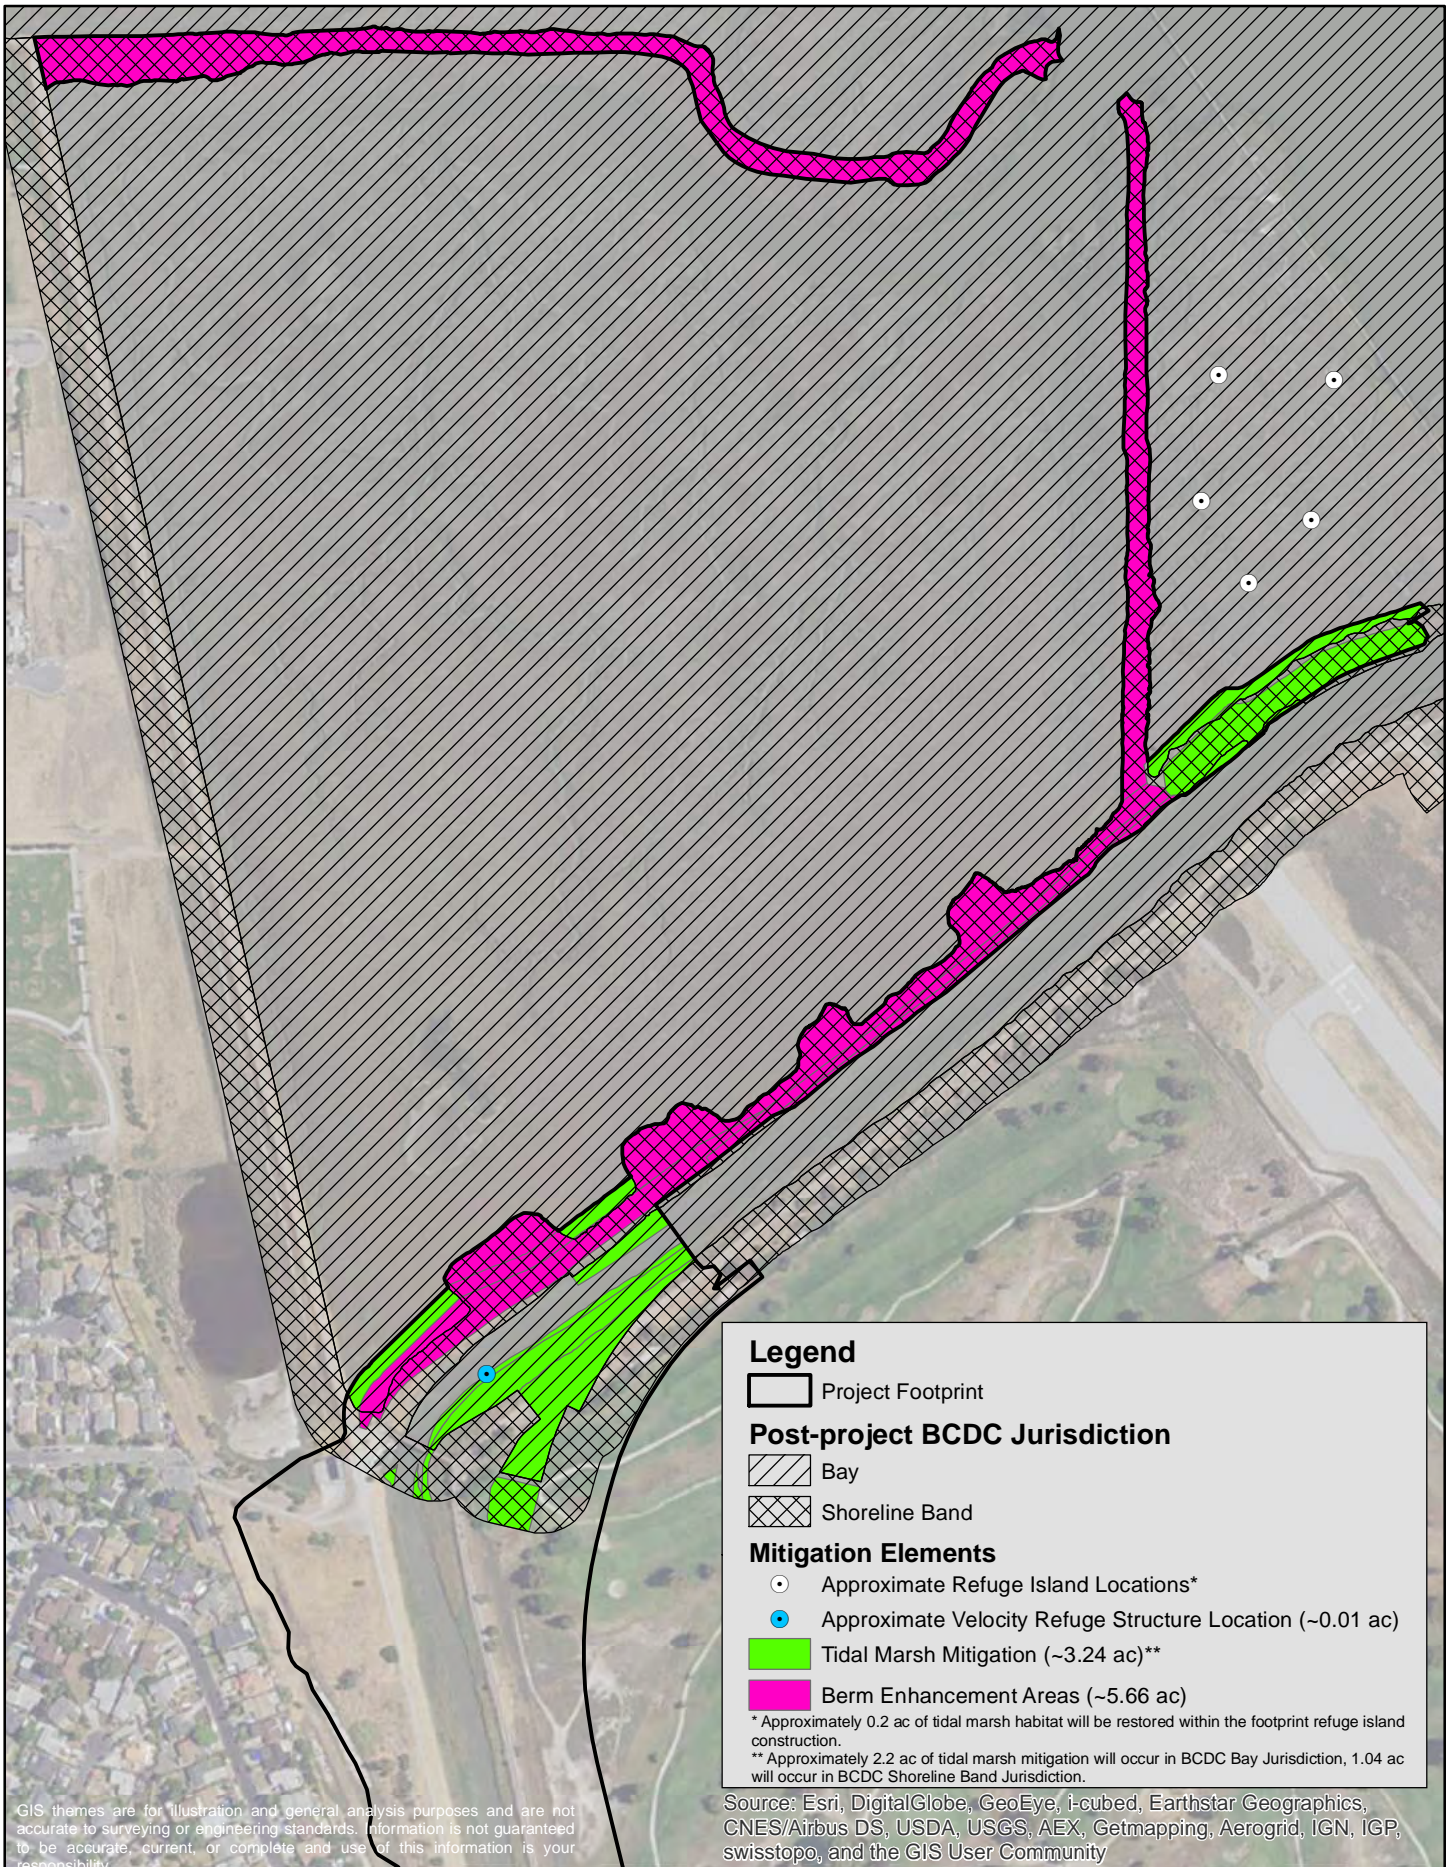 Legend
Project Footprint
Post-project BCDC Jurisdiction
Bay
Shoreline Band
Mitigation Elements
Approximate Refuge Island Locations*
Approximate Velocity Refuge Structure Location (~0.01 ac)
Tidal Marsh Mitigation (~3.24 ac)**
Berm Enhancement Areas (~5.66 ac)
* Approximately 0.2 ac of tidal marsh habitat will be restored within the footprint refuge island
construction.
** Approximately 2.2 ac of tidal marsh mitigation will occur in BCDC Bay Jurisdiction, 1.04 ac
will occur in BCDC Shoreline Band Jurisdiction.
GIS themes are for illustration and general analysis purposes and are not
accurate to surveying or engineering standards. Information is not guaranteed
to be accurate, current, or complete and use of this information is your
responsibility.
Source: Esri, DigitalGlobe, GeoEye, i-cubed, Earthstar Geographics,
CNES/Airbus DS, USDA, USGS, AEX, Getmapping, Aerogrid, IGN, IGP,
swisstopo, and the GIS User Community